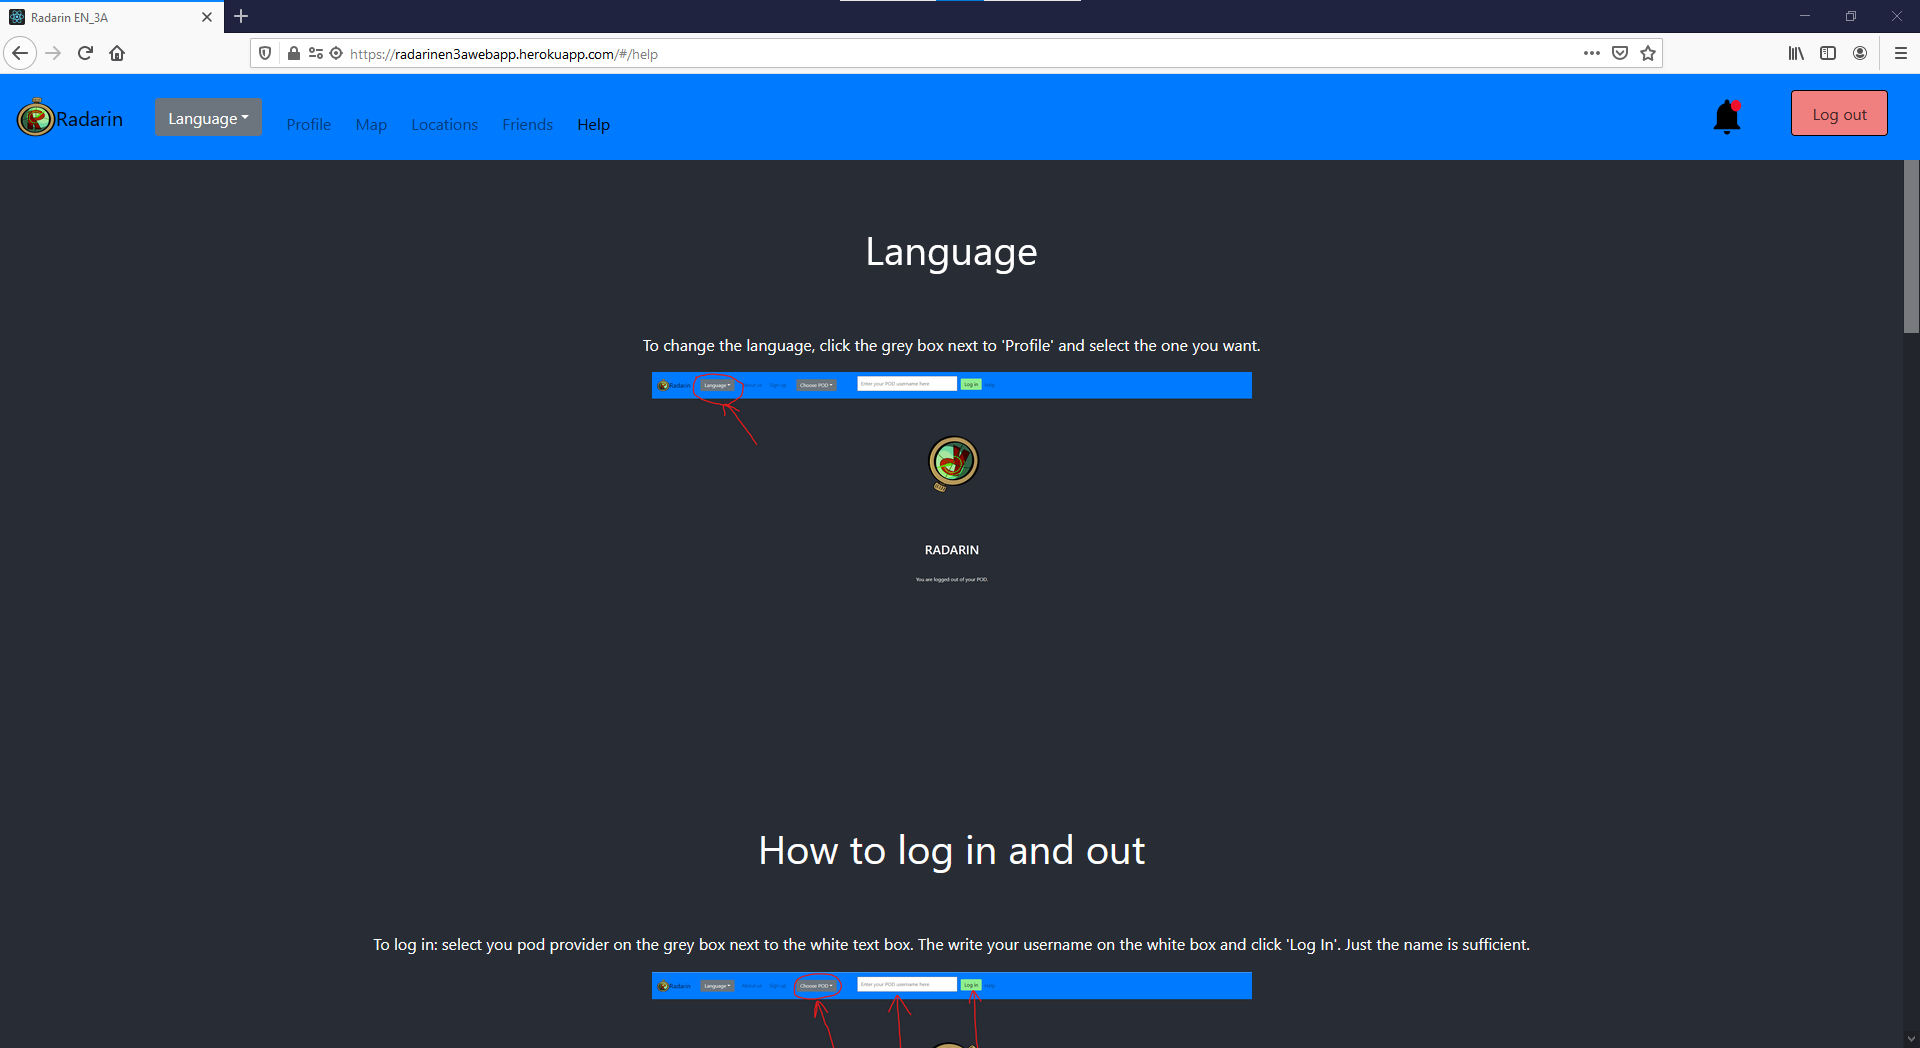 Radarin EN_3A
https://radarinen3awebapp.herokuapp.com/#/help
Radarin
Language
Profile
Map
Locations
Friends
Help
Log out
Language
To change the language, click the grey box next to 'Profile' and select the one you want.
Radarin
Language
About us
Sign up
Choose POD
Enter your POD username here
Log in
Help
RADARIN
You are logged out of your POD.
How to log in and out
To log in: select you pod provider on the grey box next to the white text box. The write your username on the white box and click 'Log In'. Just the name is sufficient.
Radarin
Language
About us
Sign up
Choose POD
Enter your POD username here
Log in
Help